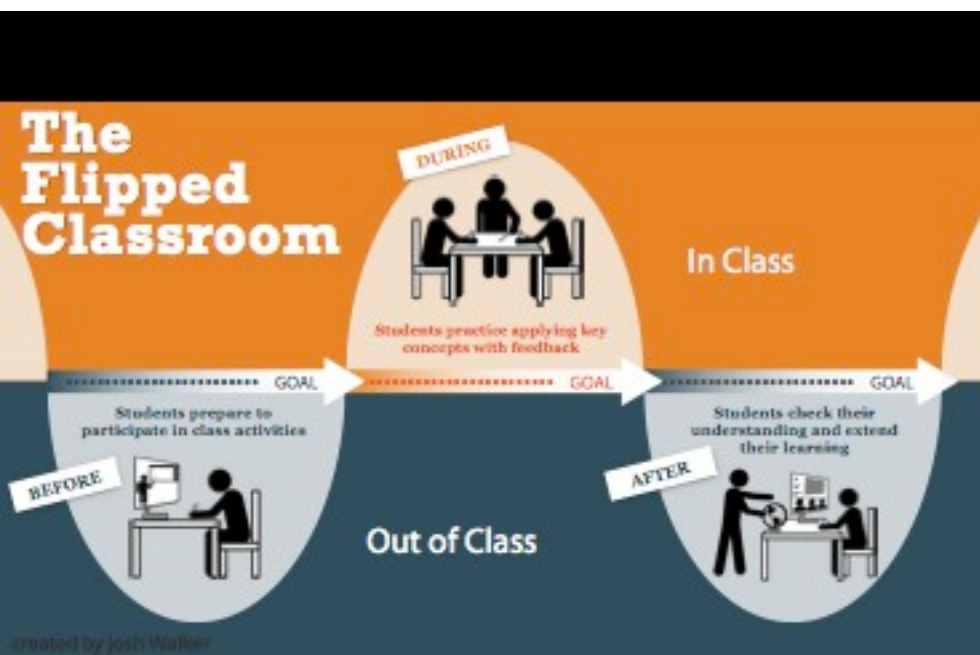 The
Flipped
Classroom
DURING
In Class
Students practice applying key
concepts with feedback
GOAL
GOAL
GOAL
Students prepare to
participate in class activities
BEFORE
Students check their
understanding and extend
their learning
AFTER
Out of Class
created by Josh Walker